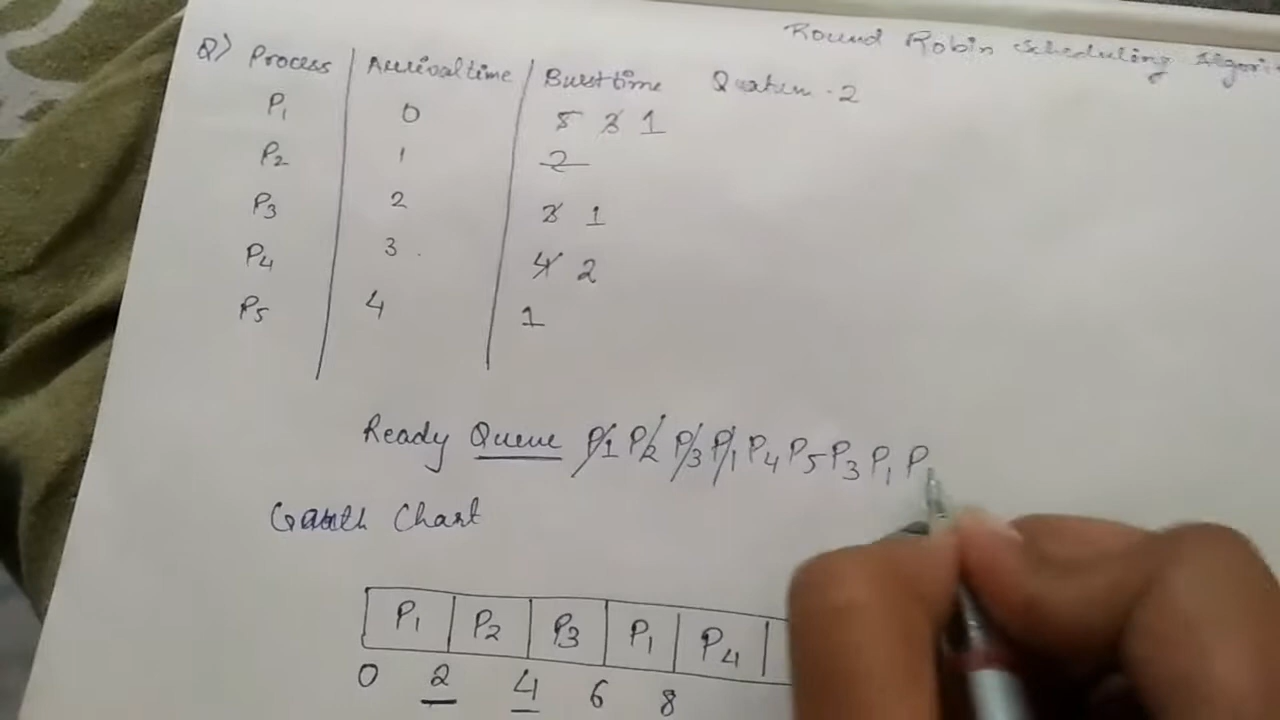 Round Robin Scheduling Algori
Q) Process Arrival time Burst time Quatum - 2
P1 0 5 3 1
P2 1 2
P3 2 3 1
P4 3 4 2
P5 4 1
Ready Queue P1 P2 P3 P1 P4 P5 P3 P1 P
Chart
P1 P2 P3 P1 P4
0 2 4 6 8